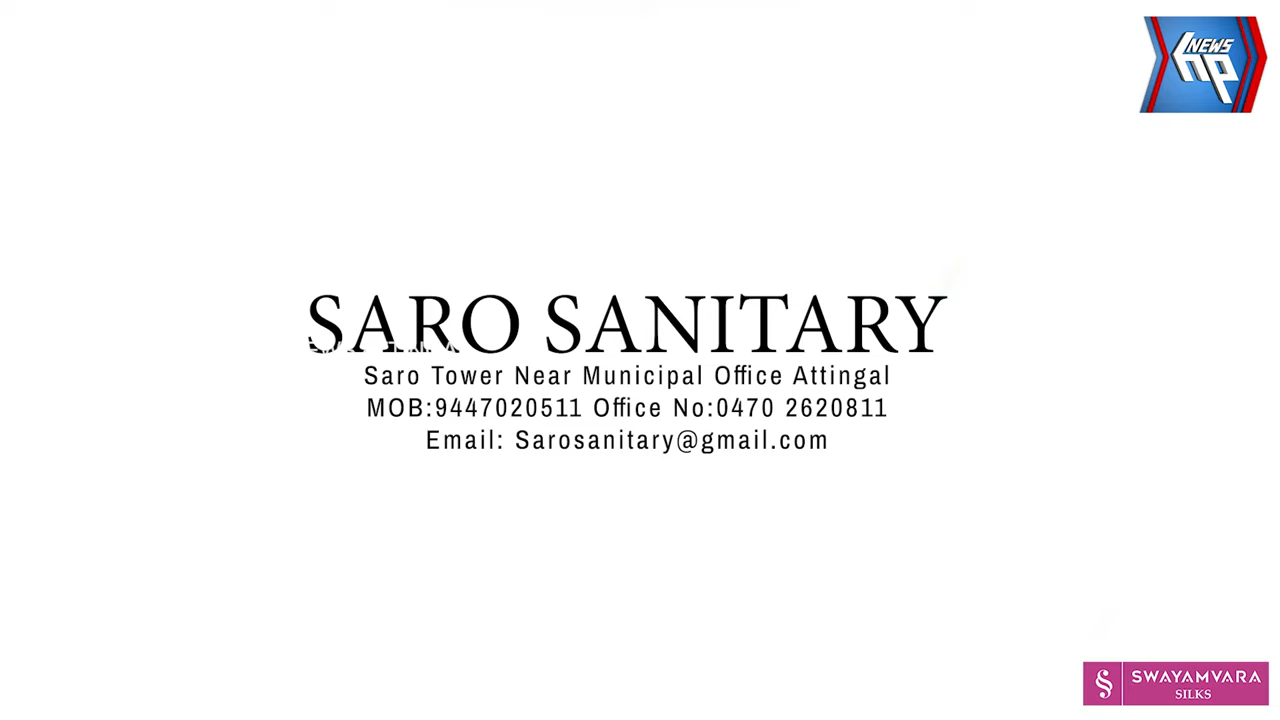 NEWS
np
SARO SANITARY
Saro Tower Near Municipal Office Attingal
MOB:9447020511 Office No:0470 2620811
Email: Sarosanitary@gmail.com
SWAYAMVARA
SILKS